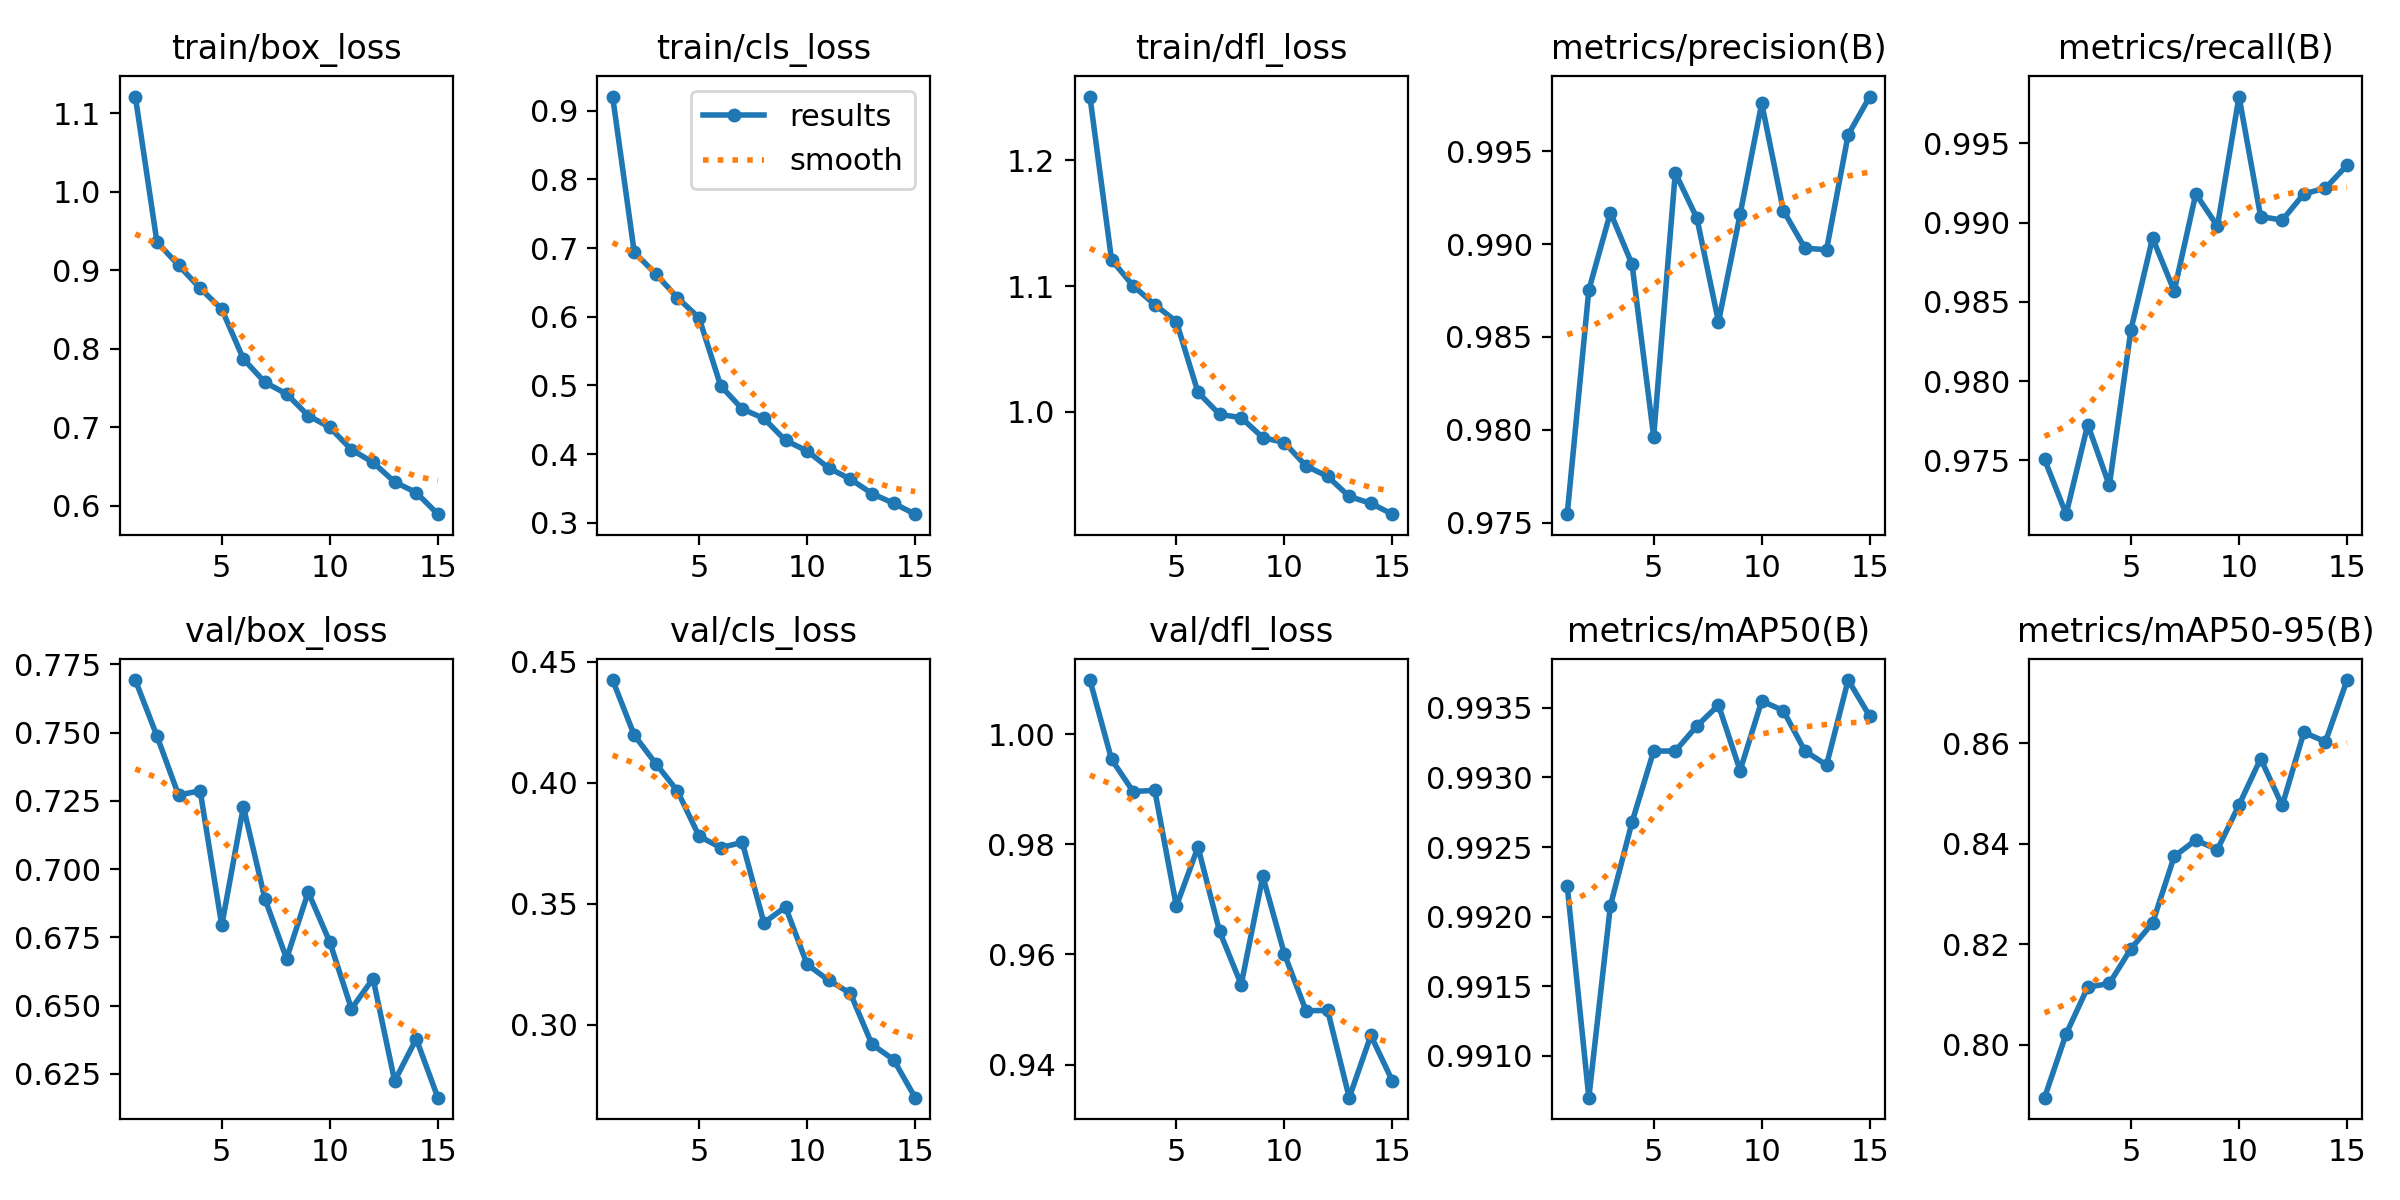 train/box_loss
1.1
1.0
0.9
0.8
0.7
0.6
5 10 15
train/cls_loss
results
smooth
0.9
0.8
0.7
0.6
0.5
0.4
0.3
5 10 15
train/dfl_loss
1.2
1.1
1.0
5 10 15
metrics/precision(B)
0.995
0.990
0.985
0.980
0.975
5 10 15
metrics/recall(B)
0.995
0.990
0.985
0.980
0.975
5 10 15
val/box_loss
0.775
0.750
0.725
0.700
0.675
0.650
0.625
5 10 15
val/cls_loss
0.45
0.40
0.35
0.30
5 10 15
val/dfl_loss
1.00
0.98
0.96
0.94
5 10 15
metrics/mAP50(B)
0.9935
0.9930
0.9925
0.9920
0.9915
0.9910
5 10 15
metrics/mAP50-95(B)
0.86
0.84
0.82
0.80
5 10 15